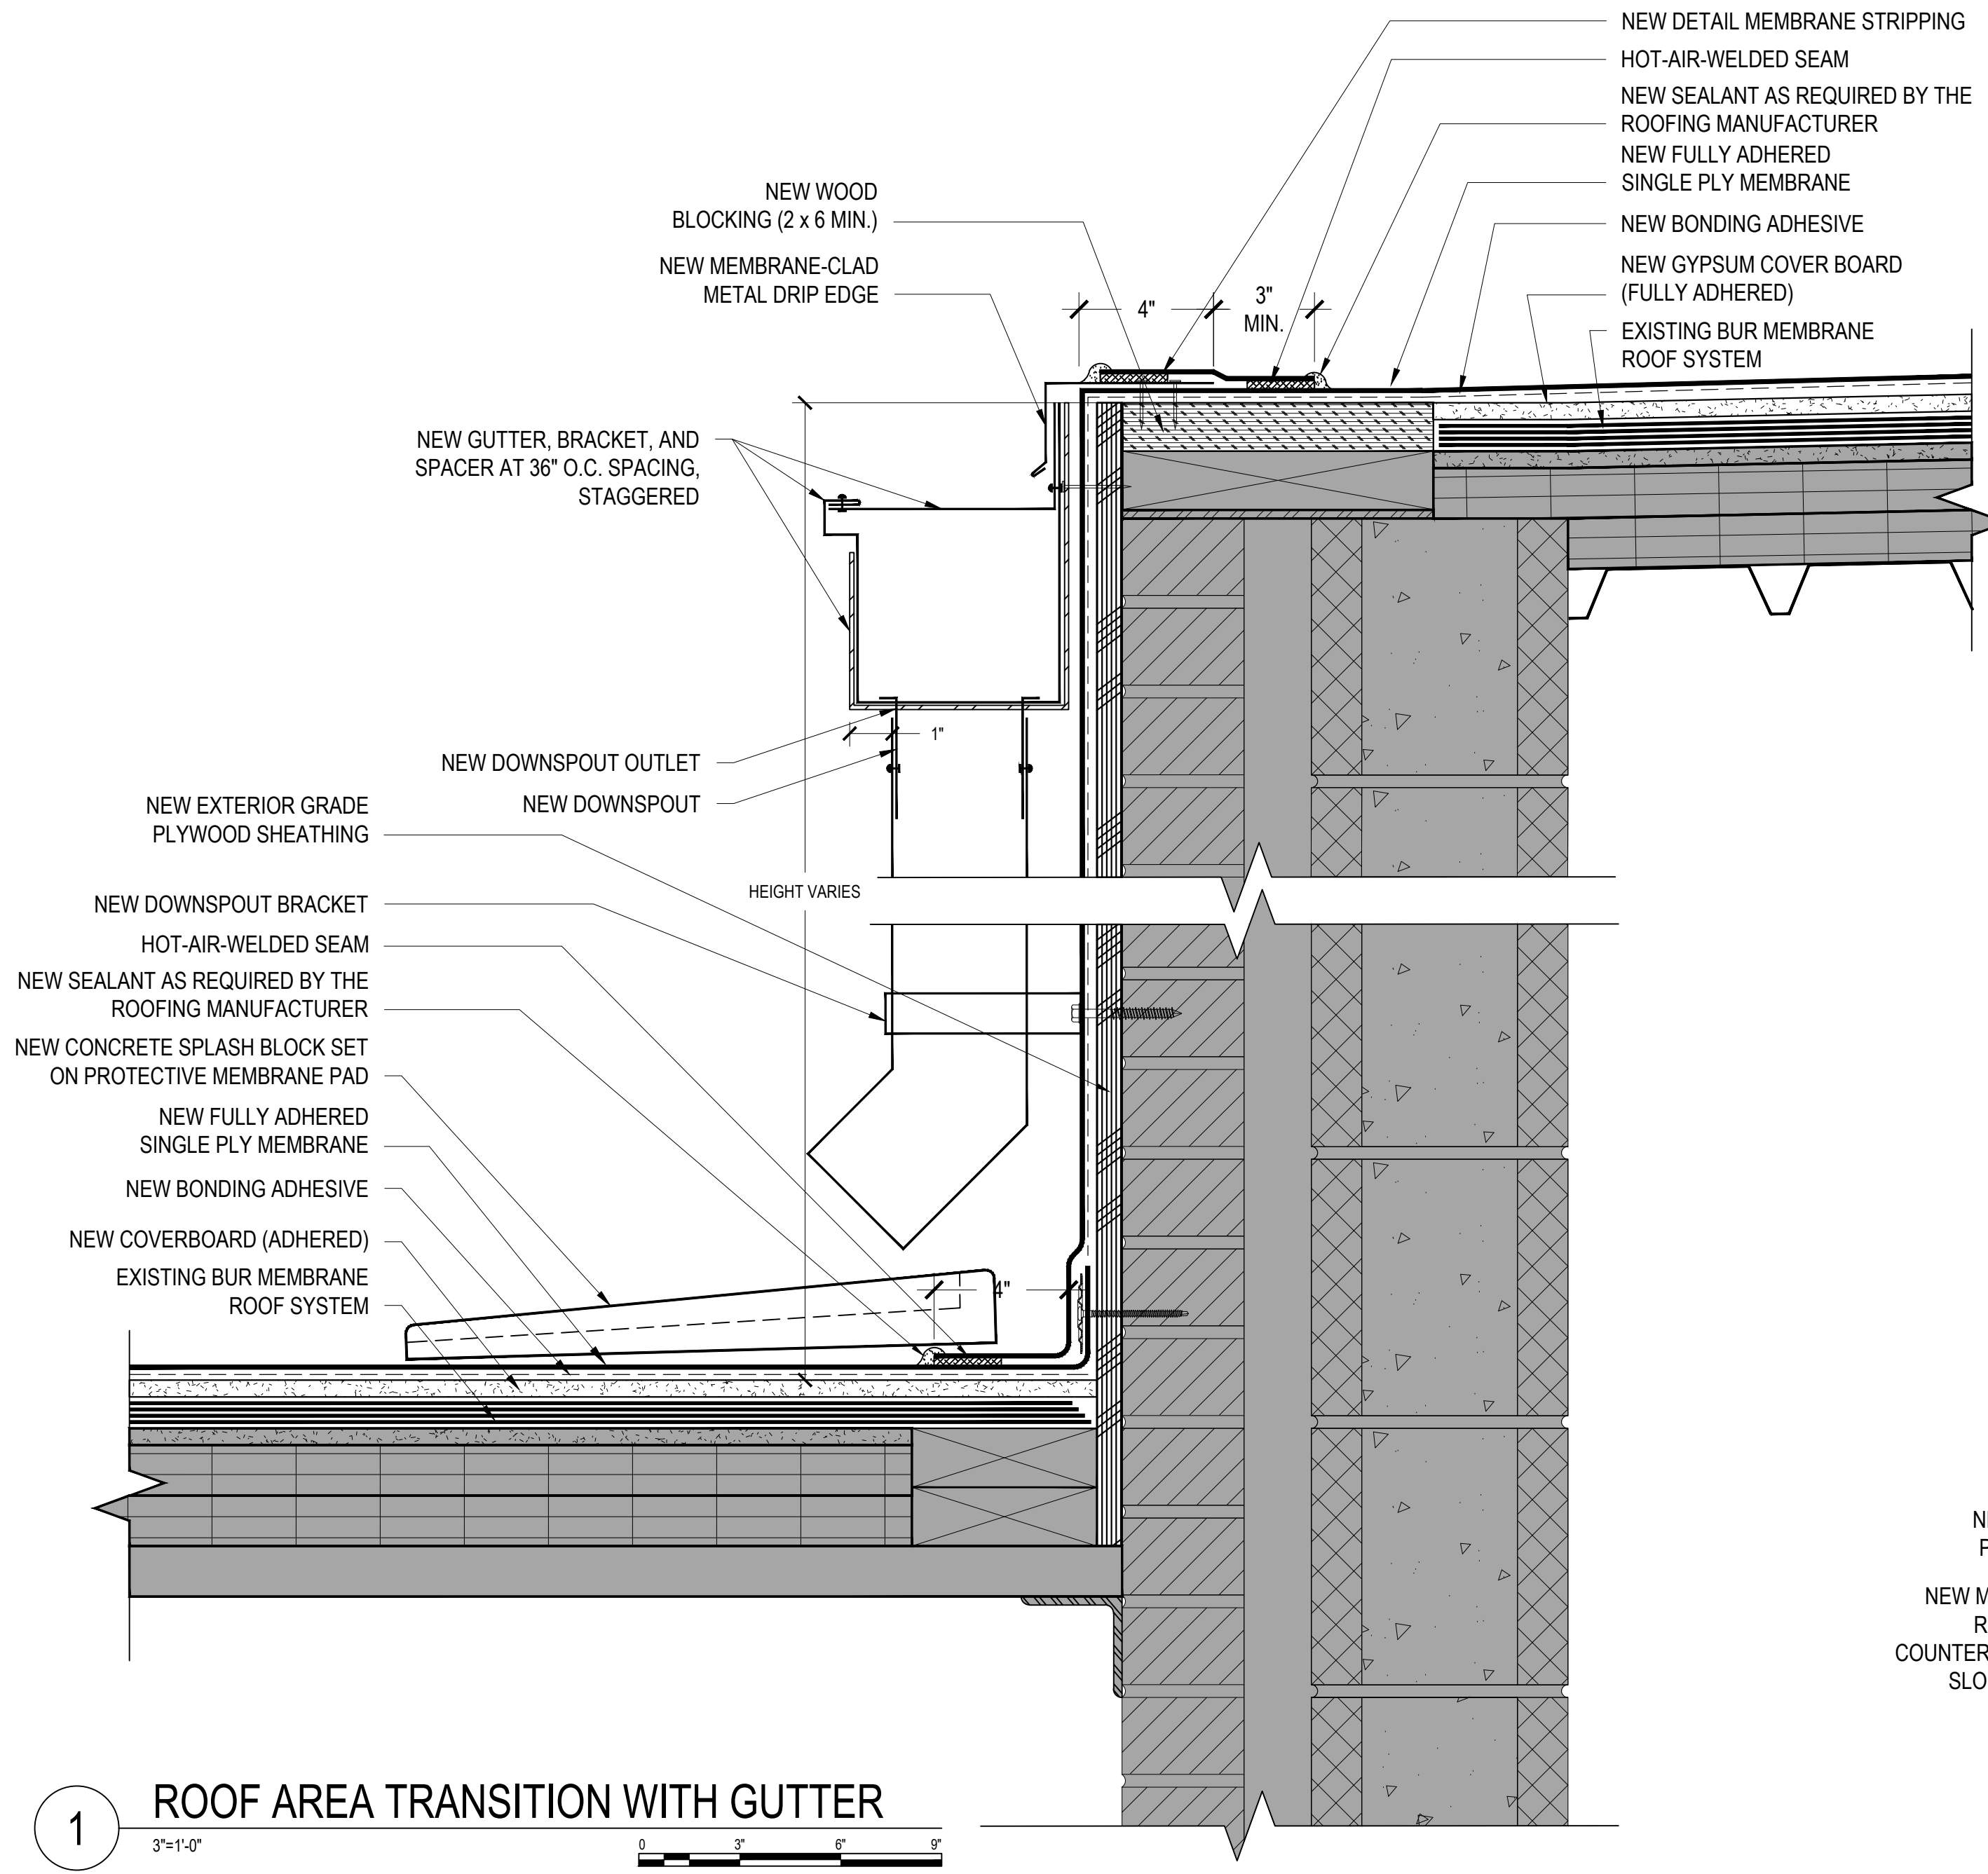 NEW DETAIL MEMBRANE STRIPPING
HOT-AIR-WELDED SEAM
NEW SEALANT AS REQUIRED BY THE
ROOFING MANUFACTURER
NEW FULLY ADHERED
SINGLE PLY MEMBRANE
NEW BONDING ADHESIVE
NEW GYPSUM COVER BOARD
(FULLY ADHERED)
EXISTING BUR MEMBRANE
ROOF SYSTEM
NEW WOOD
BLOCKING (2 x 6 MIN.)
NEW MEMBRANE-CLAD
METAL DRIP EDGE
4"
3"
MIN.
NEW GUTTER, BRACKET, AND
SPACER AT 36" O.C. SPACING,
STAGGERED
1"
NEW DOWNSPOUT OUTLET
NEW DOWNSPOUT
NEW EXTERIOR GRADE
PLYWOOD SHEATHING
HEIGHT VARIES
NEW DOWNSPOUT BRACKET
HOT-AIR-WELDED SEAM
NEW SEALANT AS REQUIRED BY THE
ROOFING MANUFACTURER
NEW CONCRETE SPLASH BLOCK SET
ON PROTECTIVE MEMBRANE PAD
NEW FULLY ADHERED
SINGLE PLY MEMBRANE
NEW BONDING ADHESIVE
NEW COVERBOARD (ADHERED)
EXISTING BUR MEMBRANE
ROOF SYSTEM
4"
NEW
COUNTER
1
ROOF AREA TRANSITION WITH GUTTER
3"=1'-0"
0 3" 6" 9"